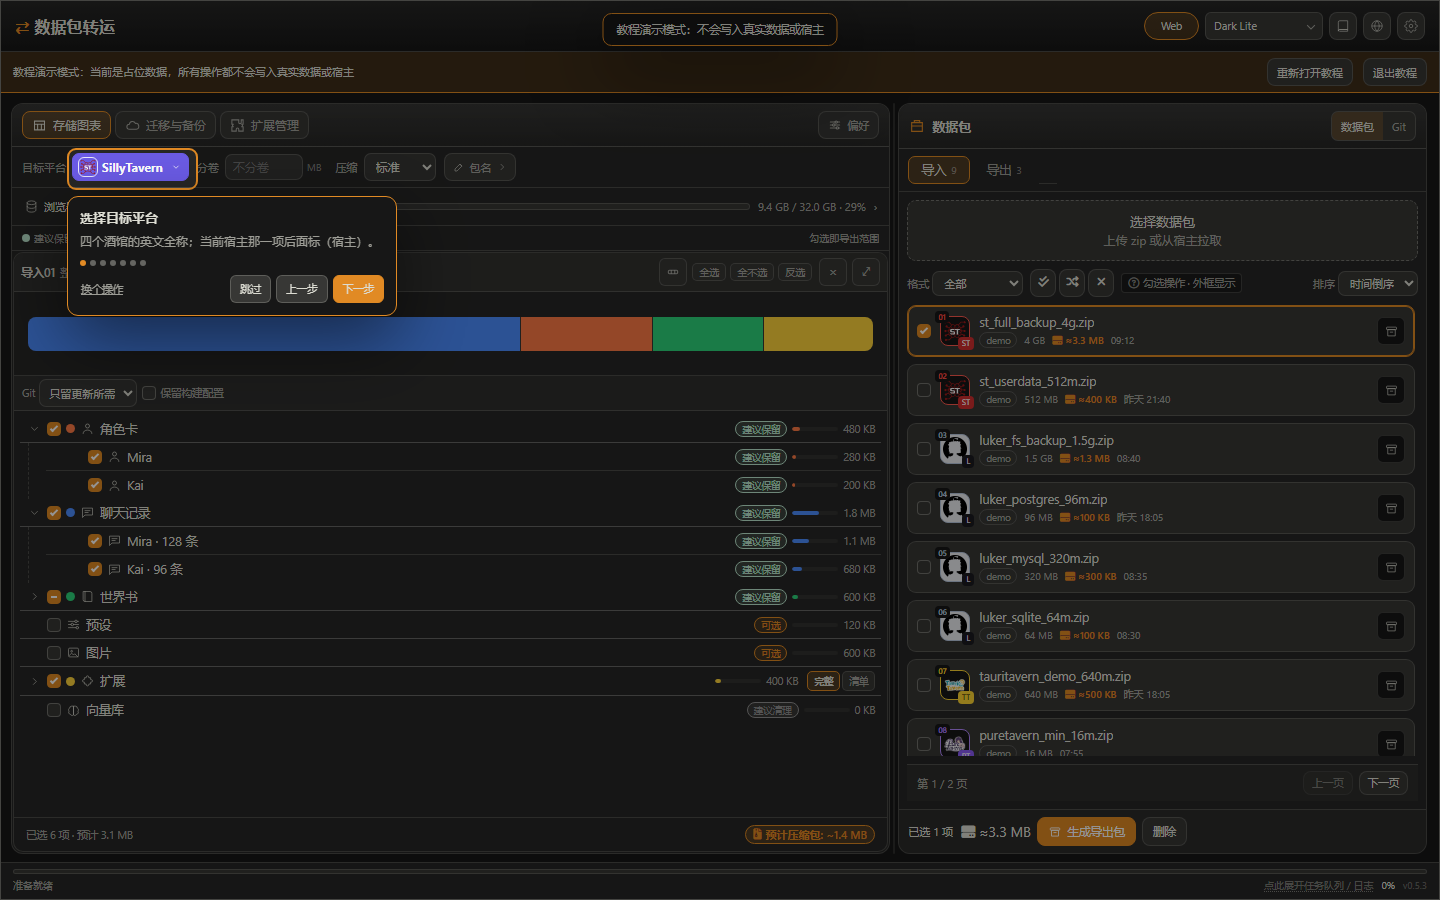 数据包转运
教程演示模式：不会写入真实数据或宿主
Web
Dark Lite
教程演示模式：当前是占位数据，所有操作都不会写入真实数据或宿主
重新打开教程
退出教程
存储图表
迁移与备份
扩展管理
偏好
目标平台
ST
SillyTavern
分卷
不分卷
MB
压缩
标准
包名
浏览
9.4 GB / 32.0 GB · 29%
建议保留
勾选即导出范围
选择目标平台
四个酒馆的英文全称；当前宿主那一项后面标（宿主）。
换个操作
跳过
上一步
下一步
导入01
全选
全不选
反选
Git
只留更新所需
保留构建配置
角色卡
建议保留
480 KB
Mira
建议保留
280 KB
Kai
建议保留
200 KB
聊天记录
建议保留
1.8 MB
Mira · 128 条
建议保留
1.1 MB
Kai · 96 条
建议保留
680 KB
世界书
建议保留
600 KB
预设
可选
120 KB
图片
可选
600 KB
扩展
400 KB
完整
清单
向量库
建议清理
0 KB
已选 6 项 · 预计 3.1 MB
预计压缩包: ~1.4 MB
数据包
数据包
Git
导入 9
导出 3
选择数据包
上传 zip 或从宿主拉取
格式
全部
勾选操作 · 外框显示
排序
时间倒序
01
ST
ST
st_full_backup_4g.zip
demo
4 GB
≈3.3 MB
09:12
02
ST
ST
st_userdata_512m.zip
demo
512 MB
≈400 KB
昨天 21:40
03
L
luker_fs_backup_1.5g.zip
demo
1.5 GB
≈1.3 MB
08:40
04
L
luker_postgres_96m.zip
demo
96 MB
≈100 KB
昨天 18:05
05
L
luker_mysql_320m.zip
demo
320 MB
≈300 KB
08:35
06
L
luker_sqlite_64m.zip
demo
64 MB
≈100 KB
08:30
07
TT
tauritavern_demo_640m.zip
demo
640 MB
≈500 KB
昨天 18:05
08
puretavern_min_16m.zip
demo
16 MB
07:55
第 1 / 2 页
上一页
下一页
已选 1 项
≈3.3 MB
生成导出包
删除
准备就绪
点此展开任务队列 / 日志
0%
v0.5.3